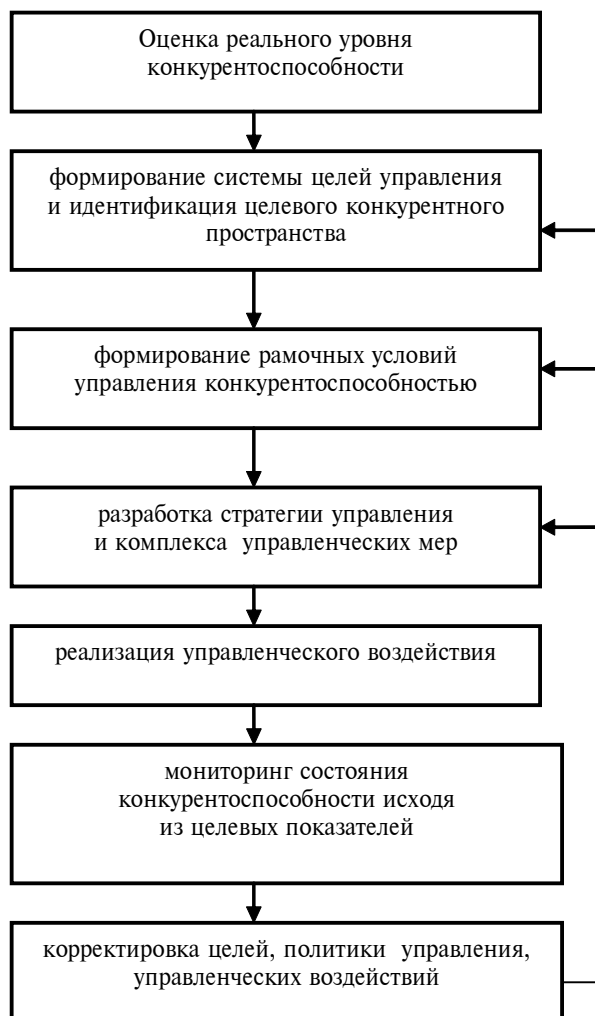 Оценка реального уровня
конкурентоспособности
формирование системы целей управления
и идентификация целевого конкурентного
пространства
формирование рамочных условий
управления конкурентоспособностью
разработка стратегии управления
и комплекса управленческих мер
реализация управленческого воздействия
мониторинг состояния
конкурентоспособности исходя
из целевых показателей
корректировка целей, политики управления,
управленческих воздействий